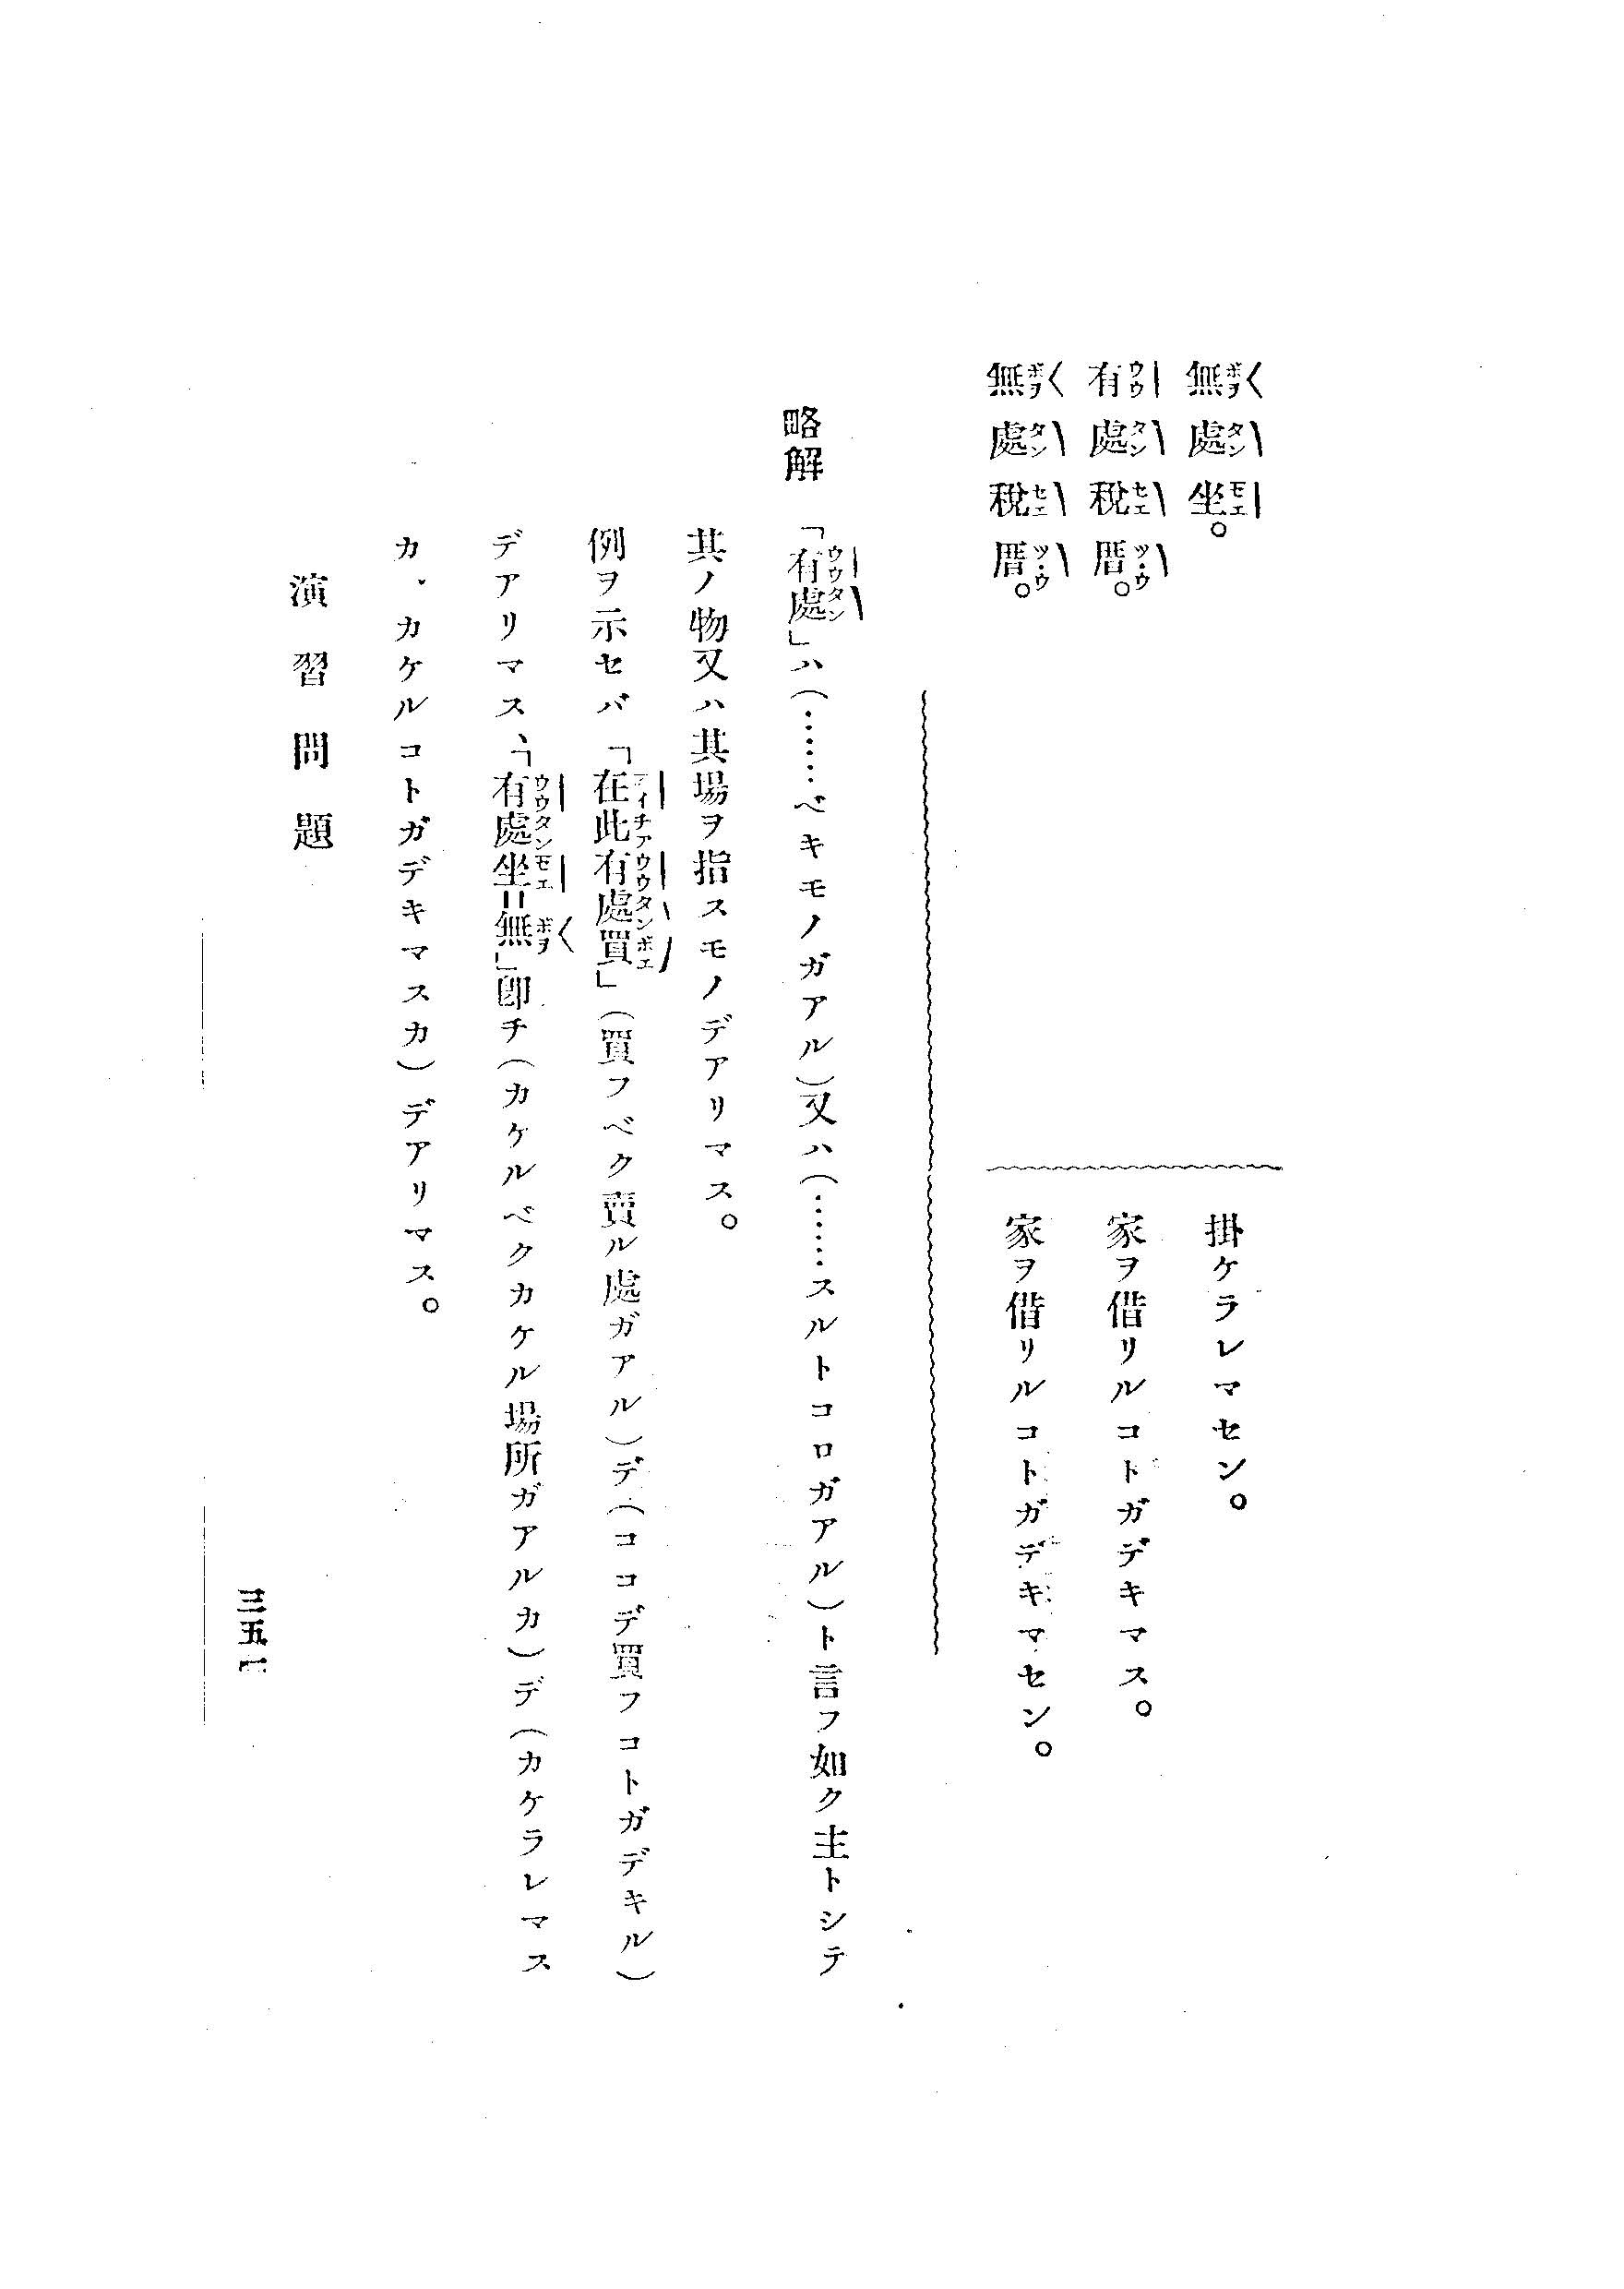 無處坐。
掛ケラレマセン。
有處稅厝。
家ヲ借リルコトガデキマス。
無處稅厝。
家ヲ借リルコトガデキマセン。
略解 「有處」ハ(……ベキモノガアル)又ハ(……スルトコロガアル)ト言フ如ク主トシテ
其ノ物又ハ其場ヲ指スモノデアリマス。
例ヲ示セバ「在此有處買」(買フベク賣ル處ガアル)デ(ココデ買フコトガデキル)
デアリマス、「有處坐=無」卽チ(カケルベクカケル場所ガアルカ)デ(カケラレマス
カ、カケルコトガデキマスカ)デアリマス。
演習問題
三五七